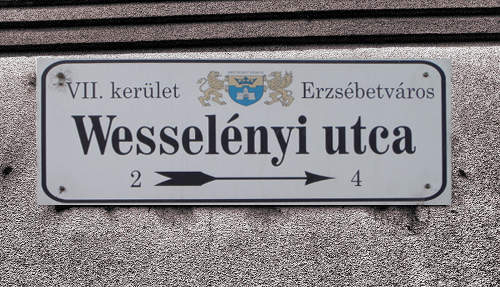 VII. kerület Erzsébetváros
Wesselényi utca
2 4